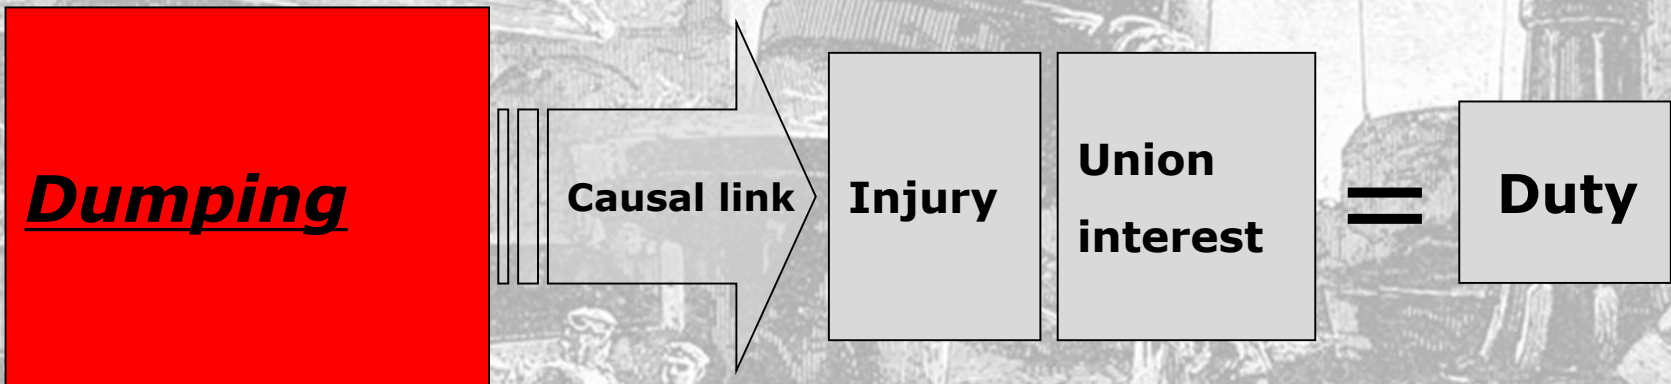 Dumping
Causal link
Injury
Union
interest
=
Duty